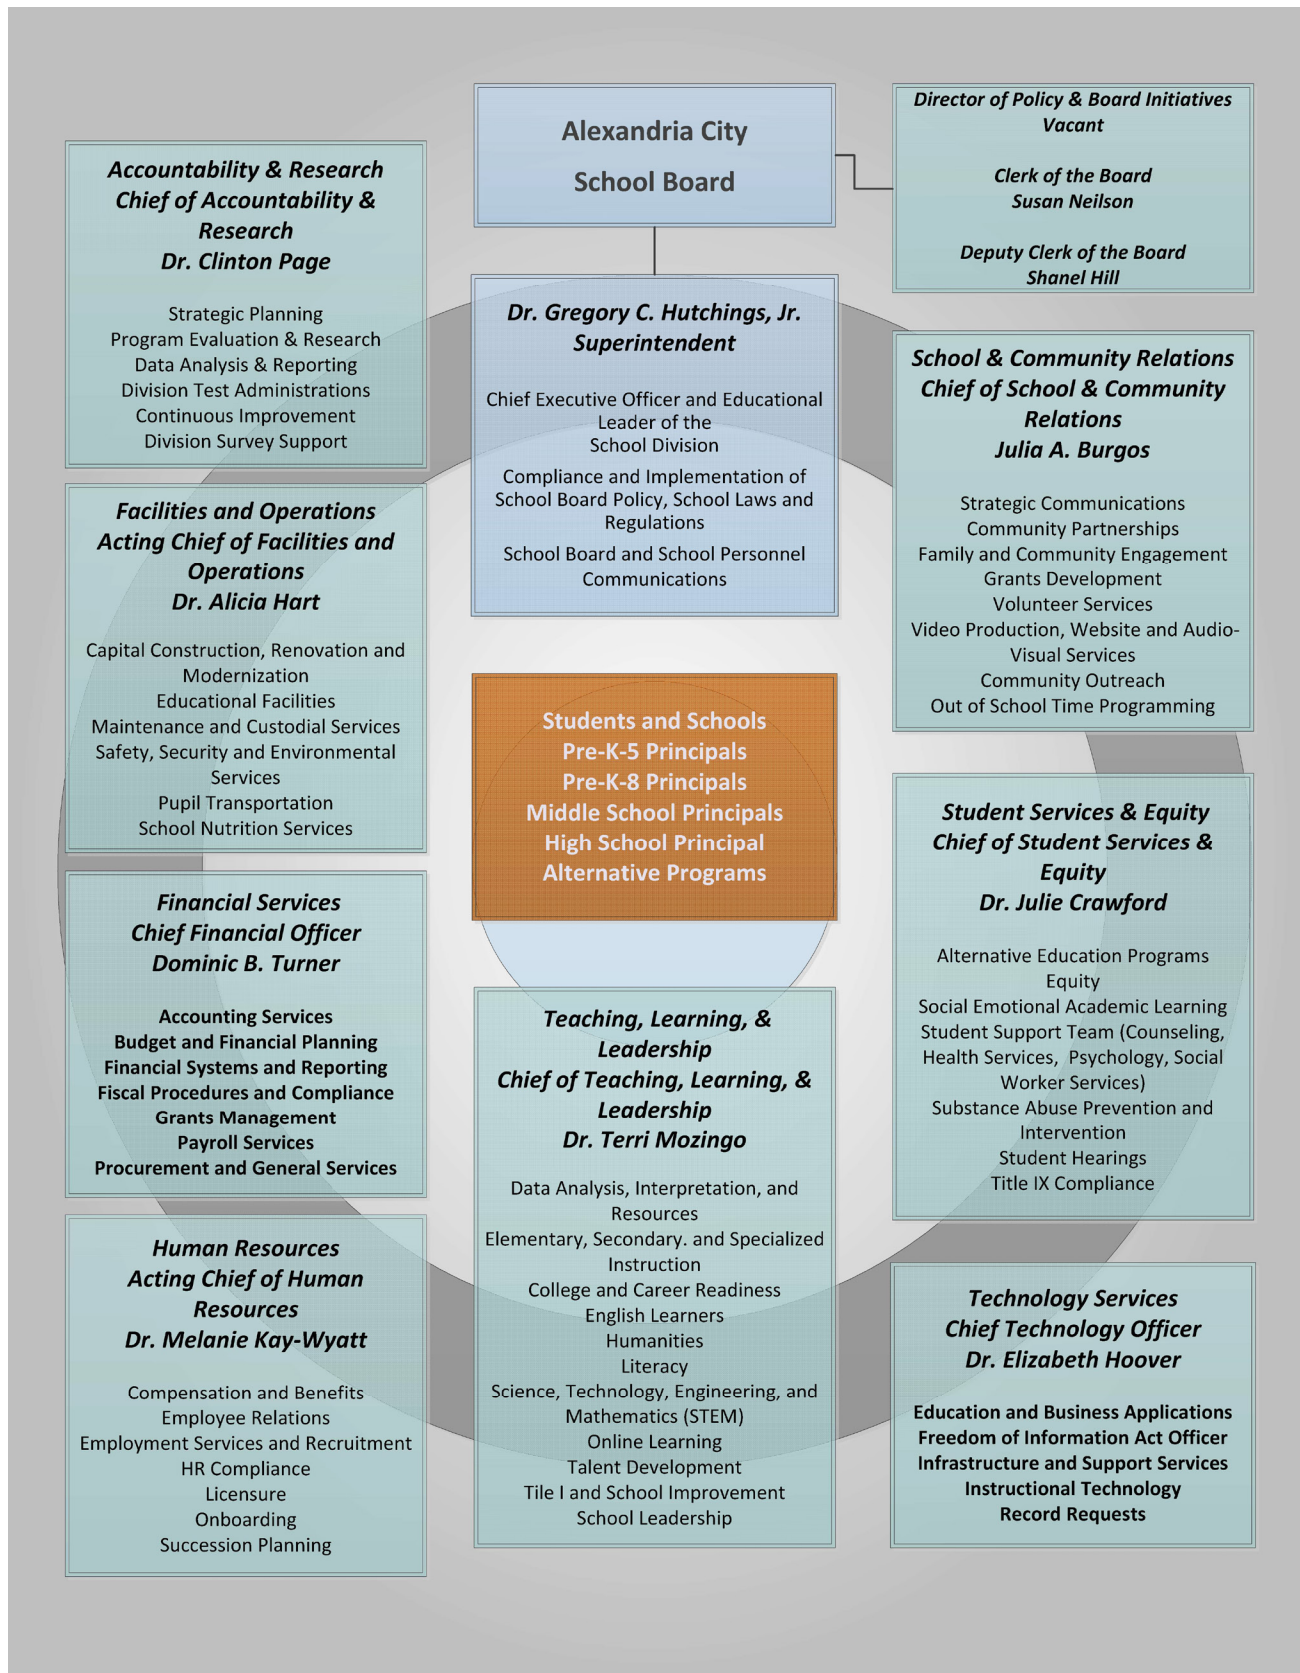 Alexandria City
School Board
Director of Policy & Board Initiatives
Vacant
Clerk of the Board
Susan Neilson
Deputy Clerk of the Board
Shanel Hill
Accountability & Research
Chief of Accountability &
Research
Dr. Clinton Page
Strategic Planning
Program Evaluation & Research
Data Analysis & Reporting
Division Test Administrations
Continuous Improvement
Division Survey Support
Dr. Gregory C. Hutchings, Jr.
Superintendent
Chief Executive Officer and Educational
Leader of the
School Division
Compliance and Implementation of
School Board Policy, School Laws and
Regulations
School Board and School Personnel
Communications
School & Community Relations
Chief of School & Community
Relations
Julia A. Burgos
Strategic Communications
Community Partnerships
Family and Community Engagement
Grants Development
Volunteer Services
Video Production, Website and Audio-
Visual Services
Community Outreach
Out of School Time Programming
Facilities and Operations
Acting Chief of Facilities and
Operations
Dr. Alicia Hart
Capital Construction, Renovation and
Modernization
Educational Facilities
Maintenance and Custodial Services
Safety, Security and Environmental
Services
Pupil Transportation
School Nutrition Services
Students and Schools
Pre-K-5 Principals
Pre-K-8 Principals
Middle School Principals
High School Principal
Alternative Programs
Student Services & Equity
Chief of Student Services &
Equity
Dr. Julie Crawford
Alternative Education Programs
Equity
Social Emotional Academic Learning
Student Support Team (Counseling,
Health Services,  Psychology, Social
Worker Services)
Substance Abuse Prevention and
Intervention
Student Hearings
Title IX Compliance
Financial Services
Chief Financial Officer
Dominic B. Turner
Accounting Services
Budget and Financial Planning
Financial Systems and Reporting
Fiscal Procedures and Compliance
Grants Management
Payroll Services
Procurement and General Services
Teaching, Learning, &
Leadership
Chief of Teaching, Learning, &
Leadership
Dr. Terri Mozingo
Data Analysis, Interpretation, and
Resources
Elementary, Secondary. and Specialized
Instruction
College and Career Readiness
English Learners
Humanities
Literacy
Science, Technology, Engineering, and
Mathematics (STEM)
Online Learning
Talent Development
Tile I and School Improvement
School Leadership
Human Resources
Acting Chief of Human
Resources
Dr. Melanie Kay-Wyatt
Compensation and Benefits
Employee Relations
Employment Services and Recruitment
HR Compliance
Licensure
Onboarding
Succession Planning
Technology Services
Chief Technology Officer
Dr. Elizabeth Hoover
Education and Business Applications
Freedom of Information Act Officer
Infrastructure and Support Services
Instructional Technology
Record Requests